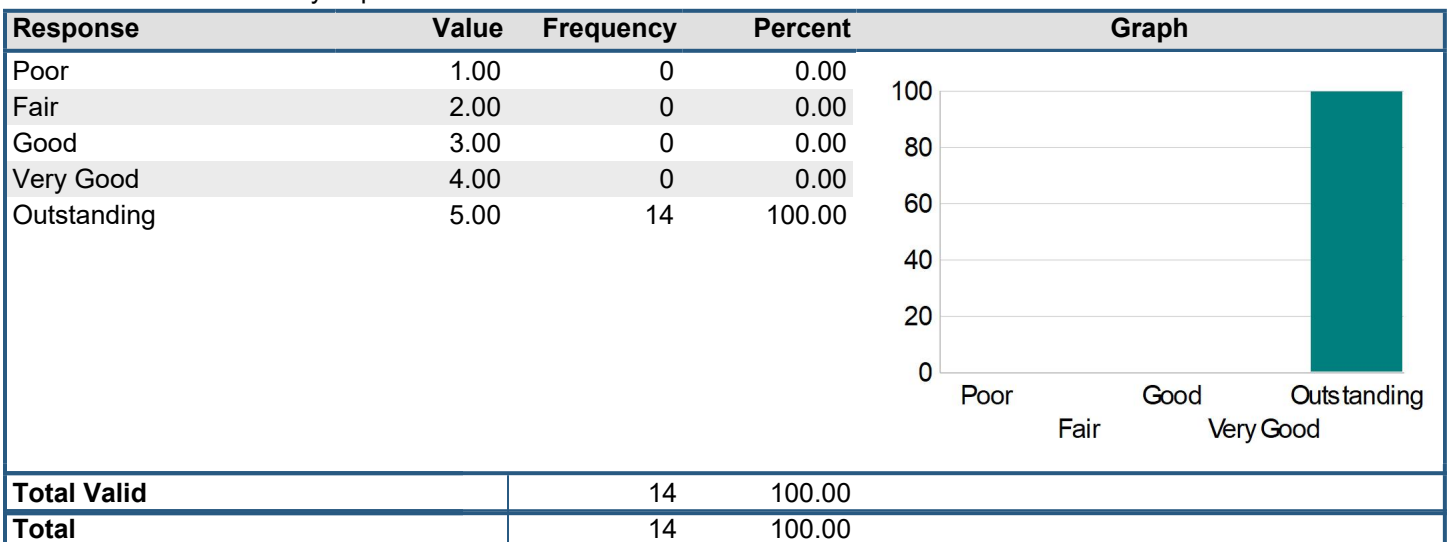 Response Value Frequency Percent Graph
Poor 1.00 0 0.00
Fair 2.00 0 0.00
Good 3.00 0 0.00
Very Good 4.00 0 0.00
Outstanding 5.00 14 100.00
100
80
60
40
20
0
Poor Good Outstanding
Fair Very Good
Total Valid 14 100.00
Total 14 100.00